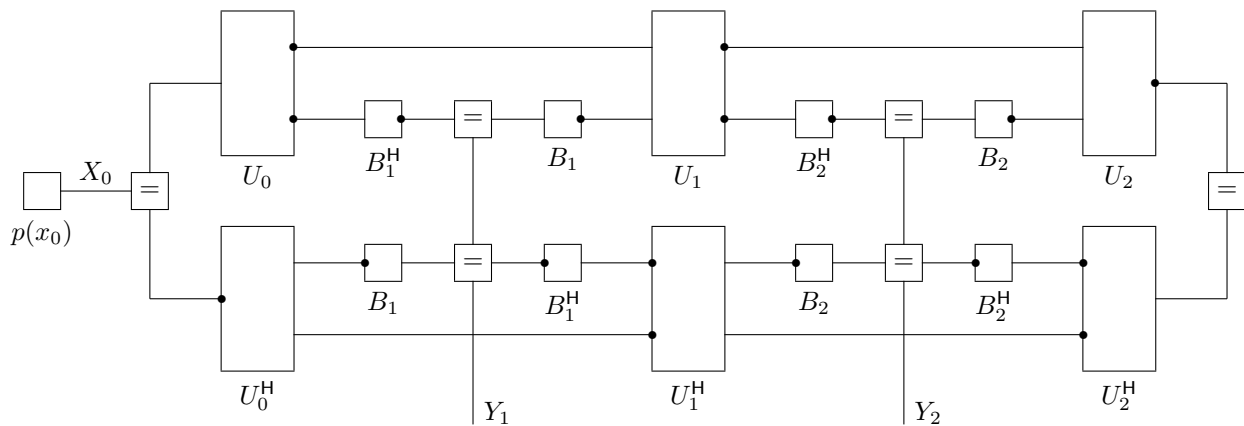 = =
B_1^H B_1 B_2^H B_2
U_0 U_1 U_2
X_0
= =
p(x_0)
= =
B_1 B_1^H B_2 B_2^H
U_0^H U_1^H U_2^H
Y_1 Y_2